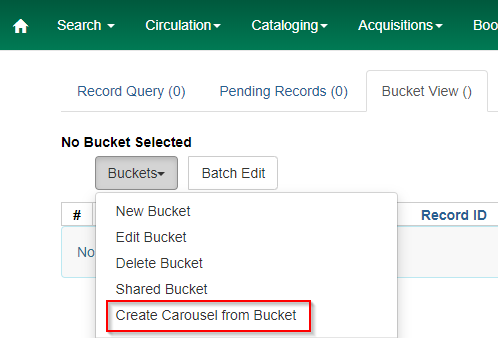 Search Circulation Cataloging Acquisitions Boo
Record Query (0) Pending Records (0) Bucket View ()
No Bucket Selected
Buckets Batch Edit
# Record ID
No
New Bucket
Edit Bucket
Delete Bucket
Shared Bucket
Create Carousel from Bucket